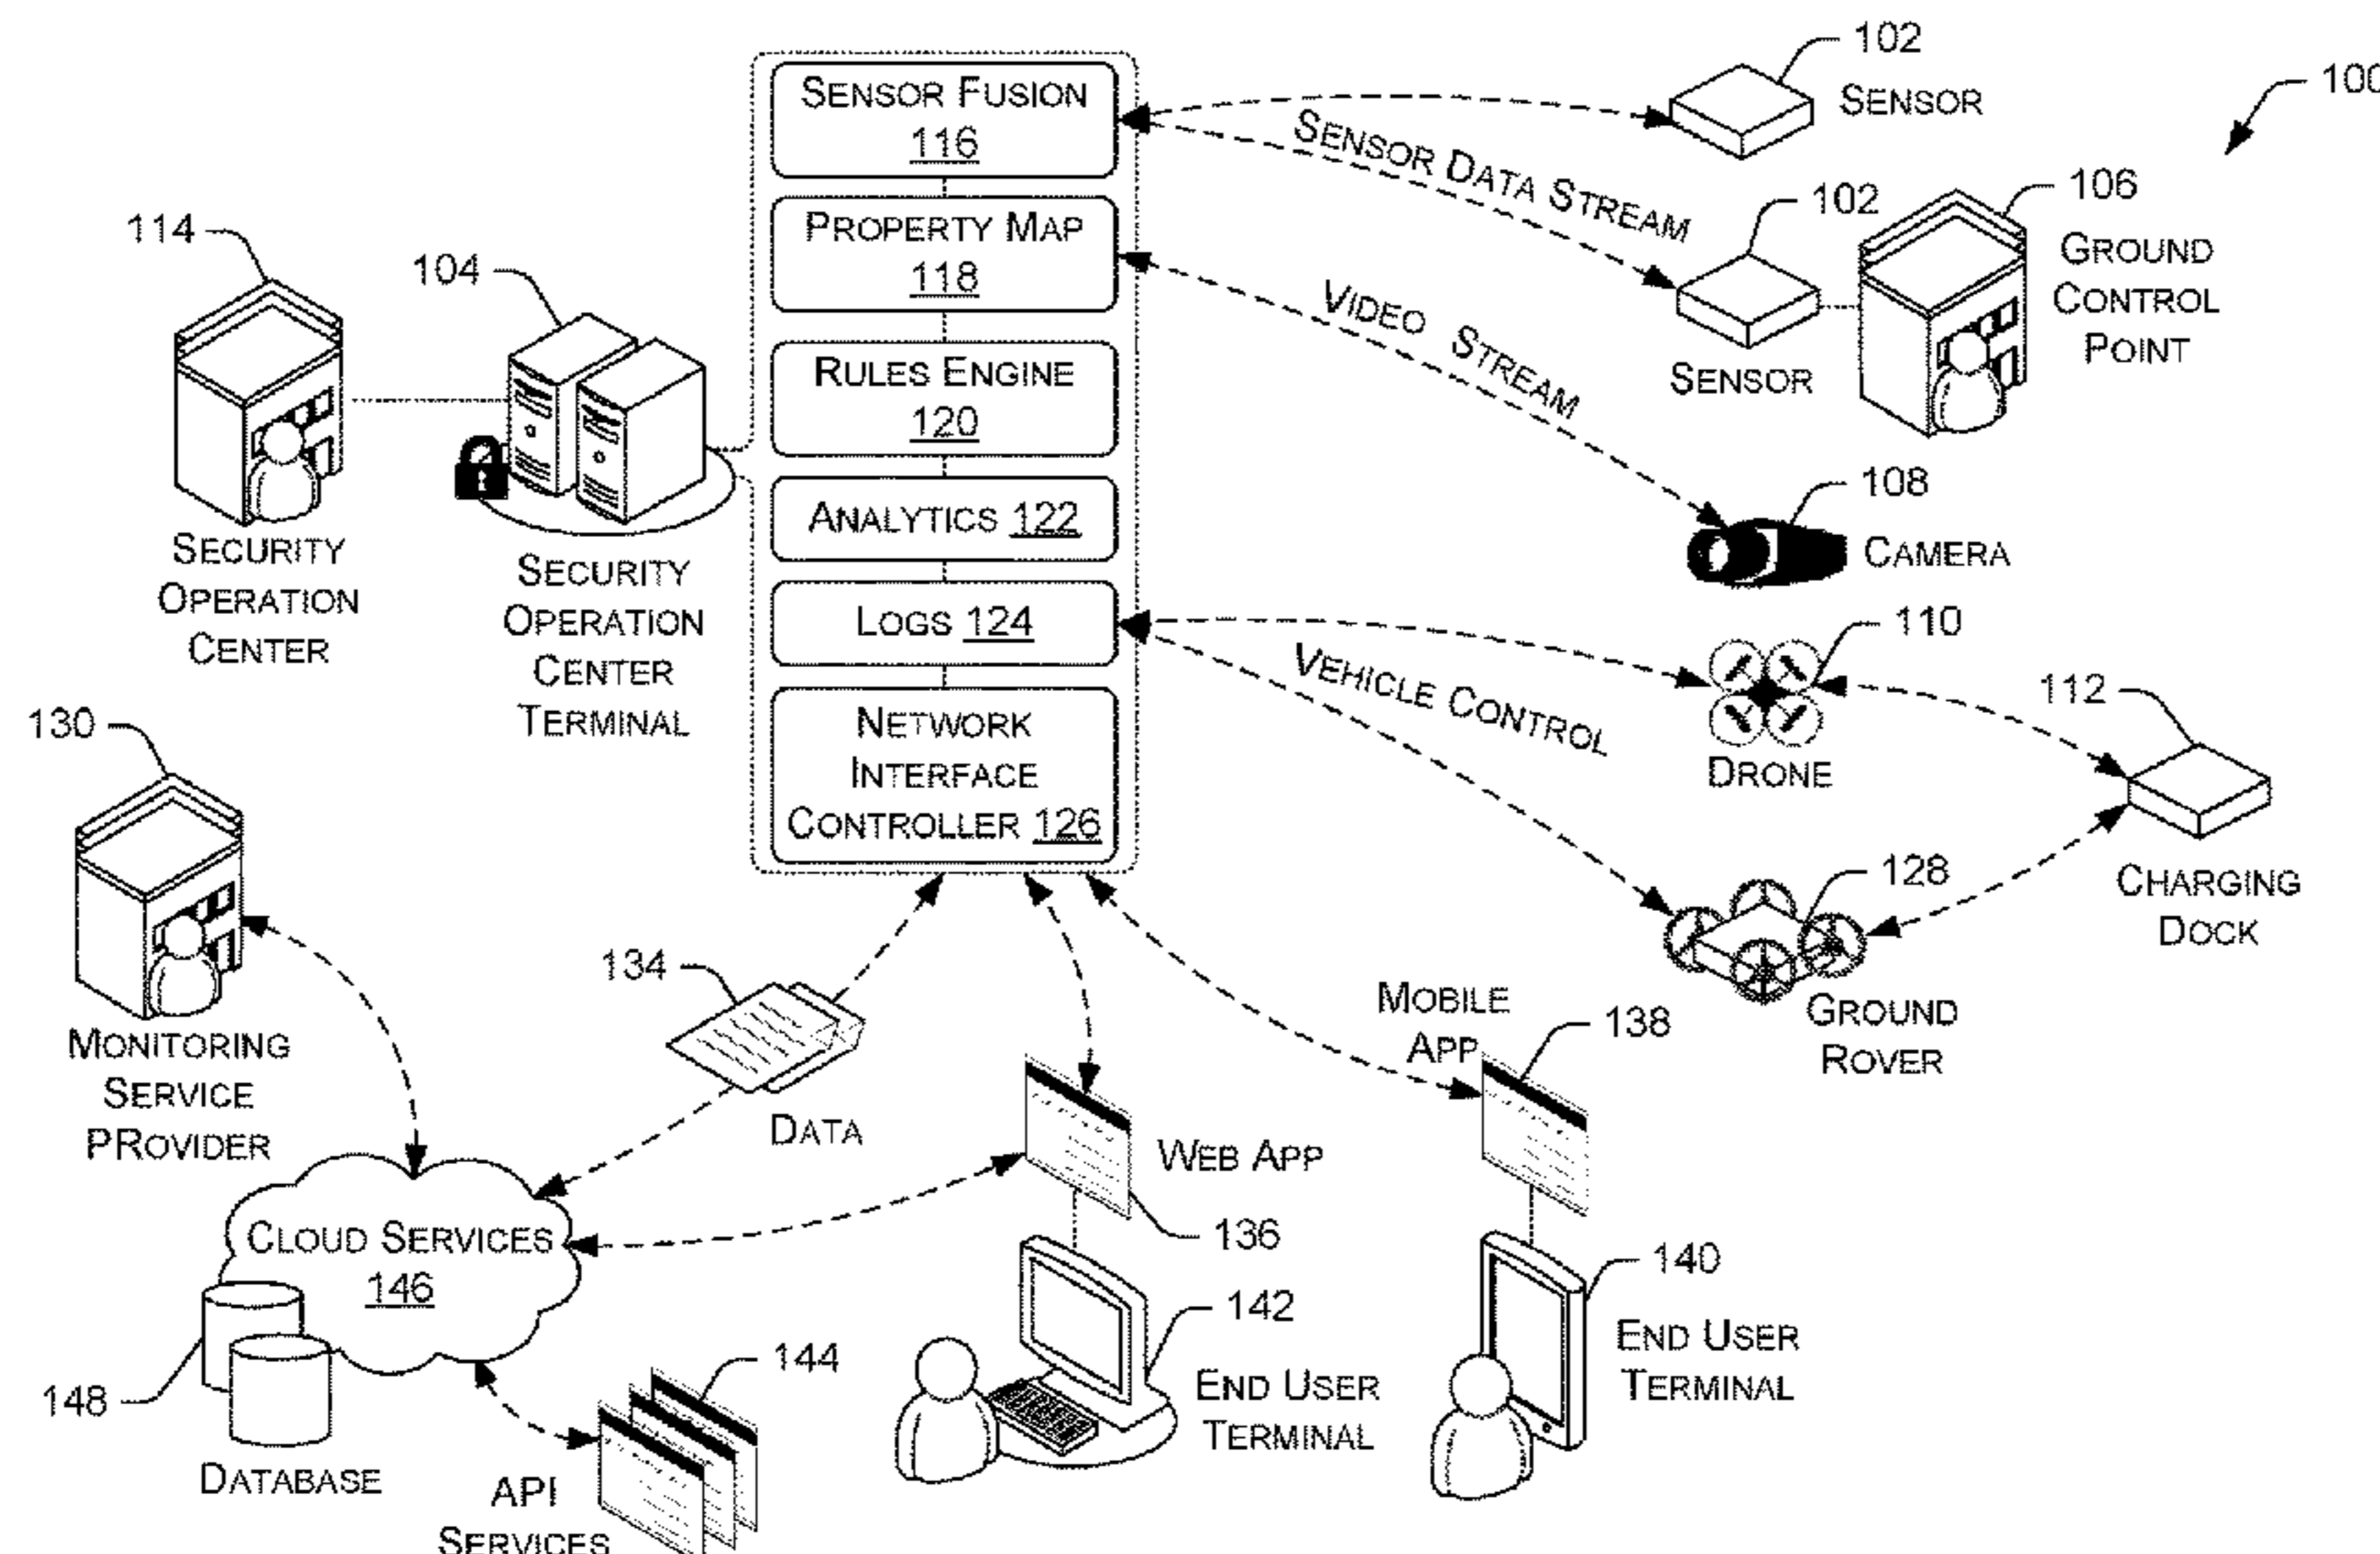 102
SENSOR
100
SENSOR FUSION
116
SENSOR DATA STREAM
102
SENSOR
106
GROUND
CONTROL
POINT
PROPERTY MAP
118
VIDEO STREAM
114
SECURITY
OPERATION
CENTER
104
SECURITY
OPERATION
CENTER
TERMINAL
RULES ENGINE
120
ANALYTICS 122
108
CAMERA
LOGS 124
VEHICLE CONTROL
110
DRONE
112
CHARGING
DOCK
NETWORK
INTERFACE
CONTROLLER 126
128
GROUND
ROVER
130
MONITORING
SERVICE
PROVIDER
134
DATA
MOBILE
APP
138
WEB APP
136
CLOUD SERVICES
146
148
DATABASE
144
API
SERVICES
142
END USER
TERMINAL
140
END USER
TERMINAL